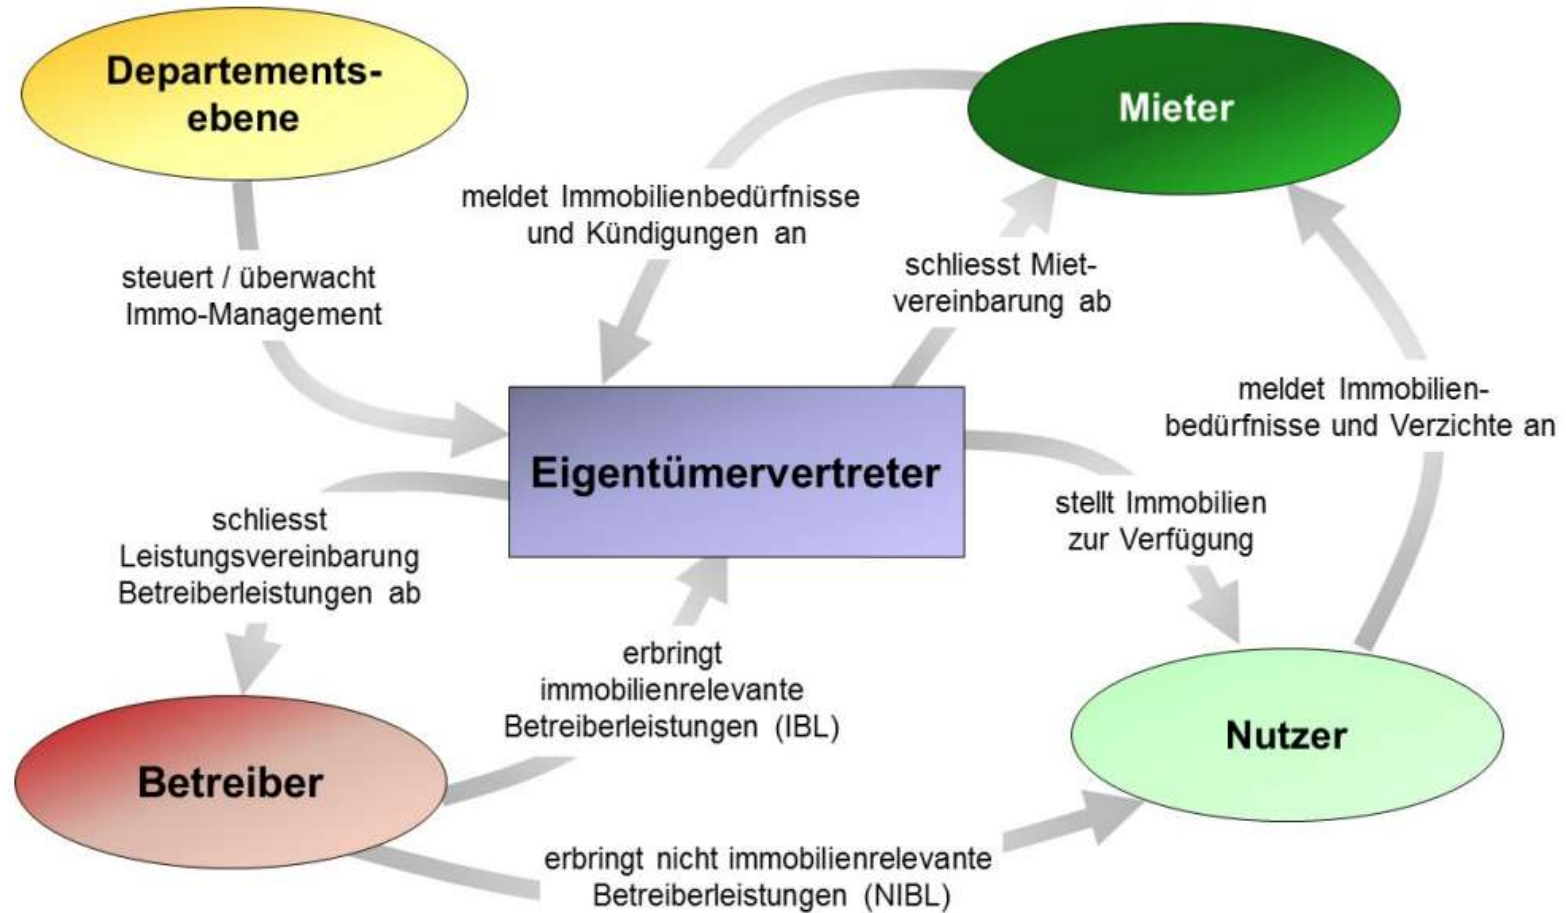 Departements-
ebene
Mieter
meldet Immobilienbedürfnisse
und Kündigungen an
schliesst Miet-
vereinbarung ab
steuert / überwacht
Immo-Management
meldet Immobilien-
bedürfnisse und Verzichte an
Eigentümervertreter
stellt Immobilien
zur Verfügung
schliesst
Leistungsvereinbarung
Betreiberleistungen ab
erbringt
immobilienrelevante
Betreiberleistungen (IBL)
Nutzer
Betreiber
erbringt nicht immobilienrelevante
Betreiberleistungen (NIBL)